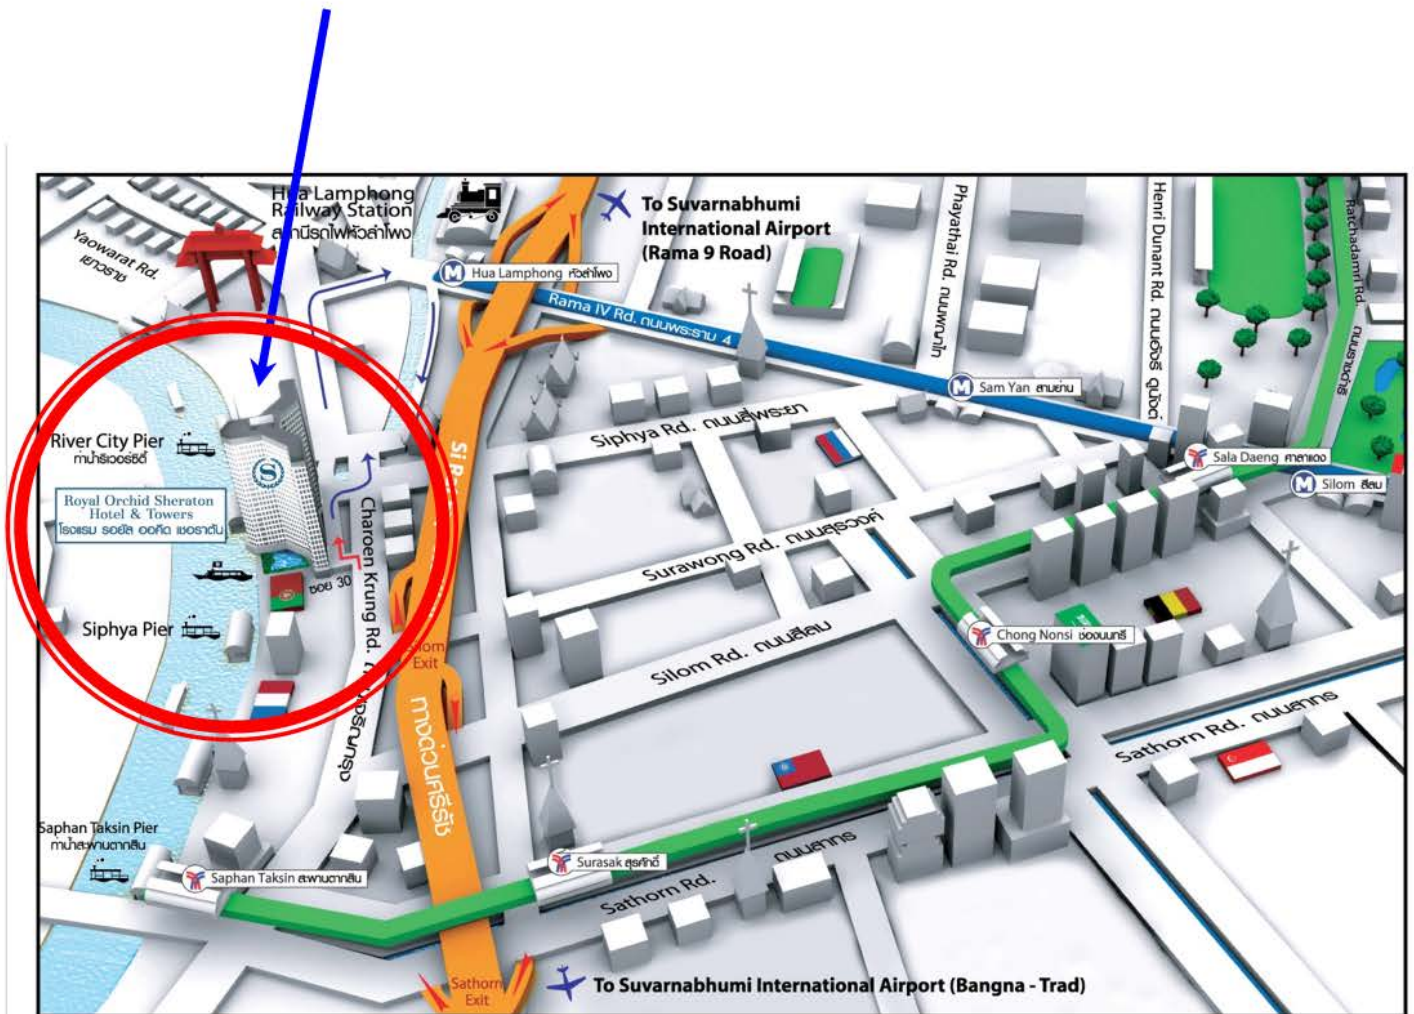 Hua Lamphong
Railway Station
สถานีรถไฟหัวลำโพง
Yaowarat Rd.
เยาวราช
To Suvarnabhumi
International Airport
(Rama 9 Road)
Phayathai Rd. ถนนพญาไท
Henri Dunant Rd. ถนนอังรี ดูนังต์
Ratchadamri Rd. ถนนราชดำริ
M Hua Lamphong หัวลำโพง
Rama IV Rd. ถนนพระราม 4
M Sam Yan สามย่าน
Sala Daeng ศาลาแดง
M Silom สีลม
River City Pier
ท่าน้ำริเวอร์ซิตี้
S
Royal Orchid Sheraton
Hotel & Towers
โรงแรม รอยัล ออคิด เชอราตัน
Siphya Rd. ถนนสี่พระยา
Si
Surawong Rd. ถนนสุรวงศ์
Charoen Krung Rd.
ซอย 30
Siphya Pier
Exit
Silom Rd. ถนนสีลม
Chong Nonsi ช่องนนทรี
Sathorn Rd. ถนนสาทร
ทางด่วนศรีรัช
Saphan Taksin Pier
ท่าน้ำสะพานตากสิน
Saphan Taksin สะพานตากสิน
Surasak สุรศักดิ์
Sathorn Rd. ถนนสาทร
Sathorn
Exit
To Suvarnabhumi International Airport (Bangna - Trad)